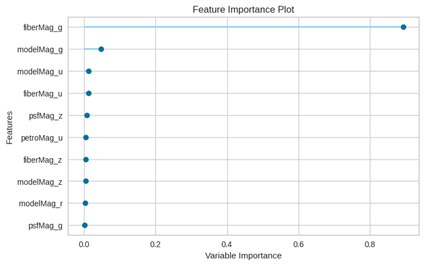 Feature Importance Plot
fiberMag_g
modelMag_g
modelMag_u
fiberMag_u
psfMag_z
petroMag_u
fiberMag_z
modelMag_z
modelMag_r
psfMag_g
Features
0.0 0.2 0.4 0.6 0.8
Variable Importance